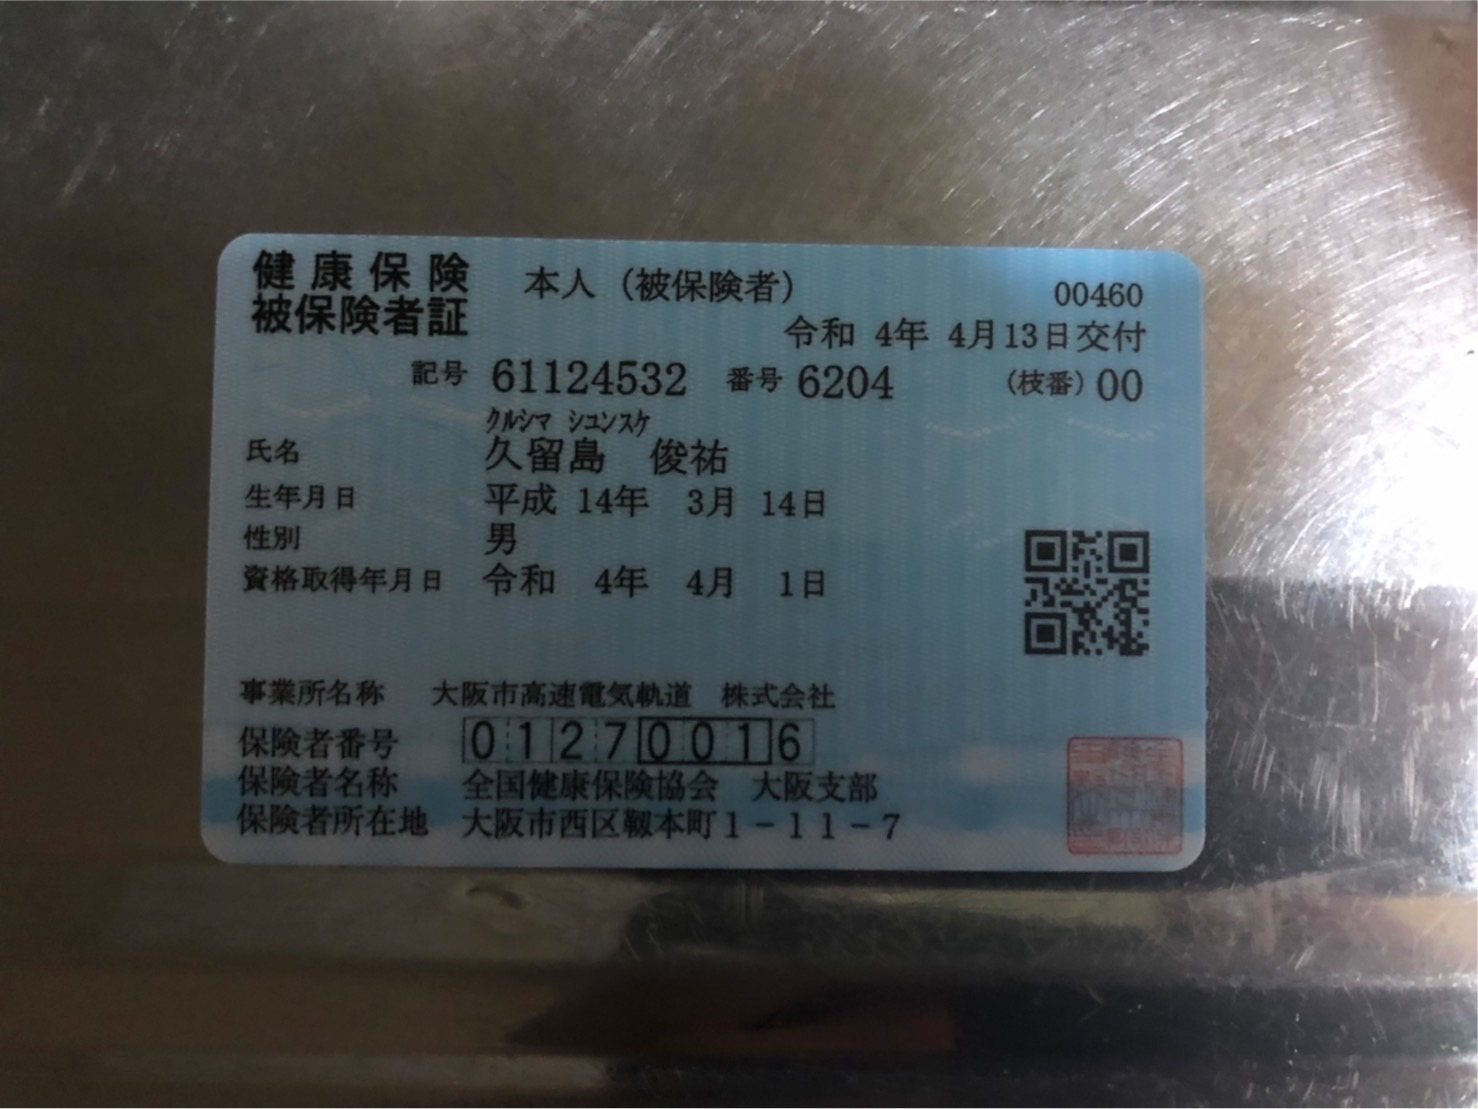 健康保険 本人（被保険者） 00460
被保険者証 令和 4年 4月13日交付
記号 61124532 番号 6204 （枝番）00
クルシマ シュンスケ
氏名 久留島 俊祐
生年月日 平成 14年 3月 14日
性別 男
資格取得年月日 令和 4年 4月 1日
事業所名称 大阪市高速電気軌道 株式会社
保険者番号 01270016
保険者名称 全国健康保険協会 大阪支部
保険者所在地 大阪市西区靱本町1－11－7